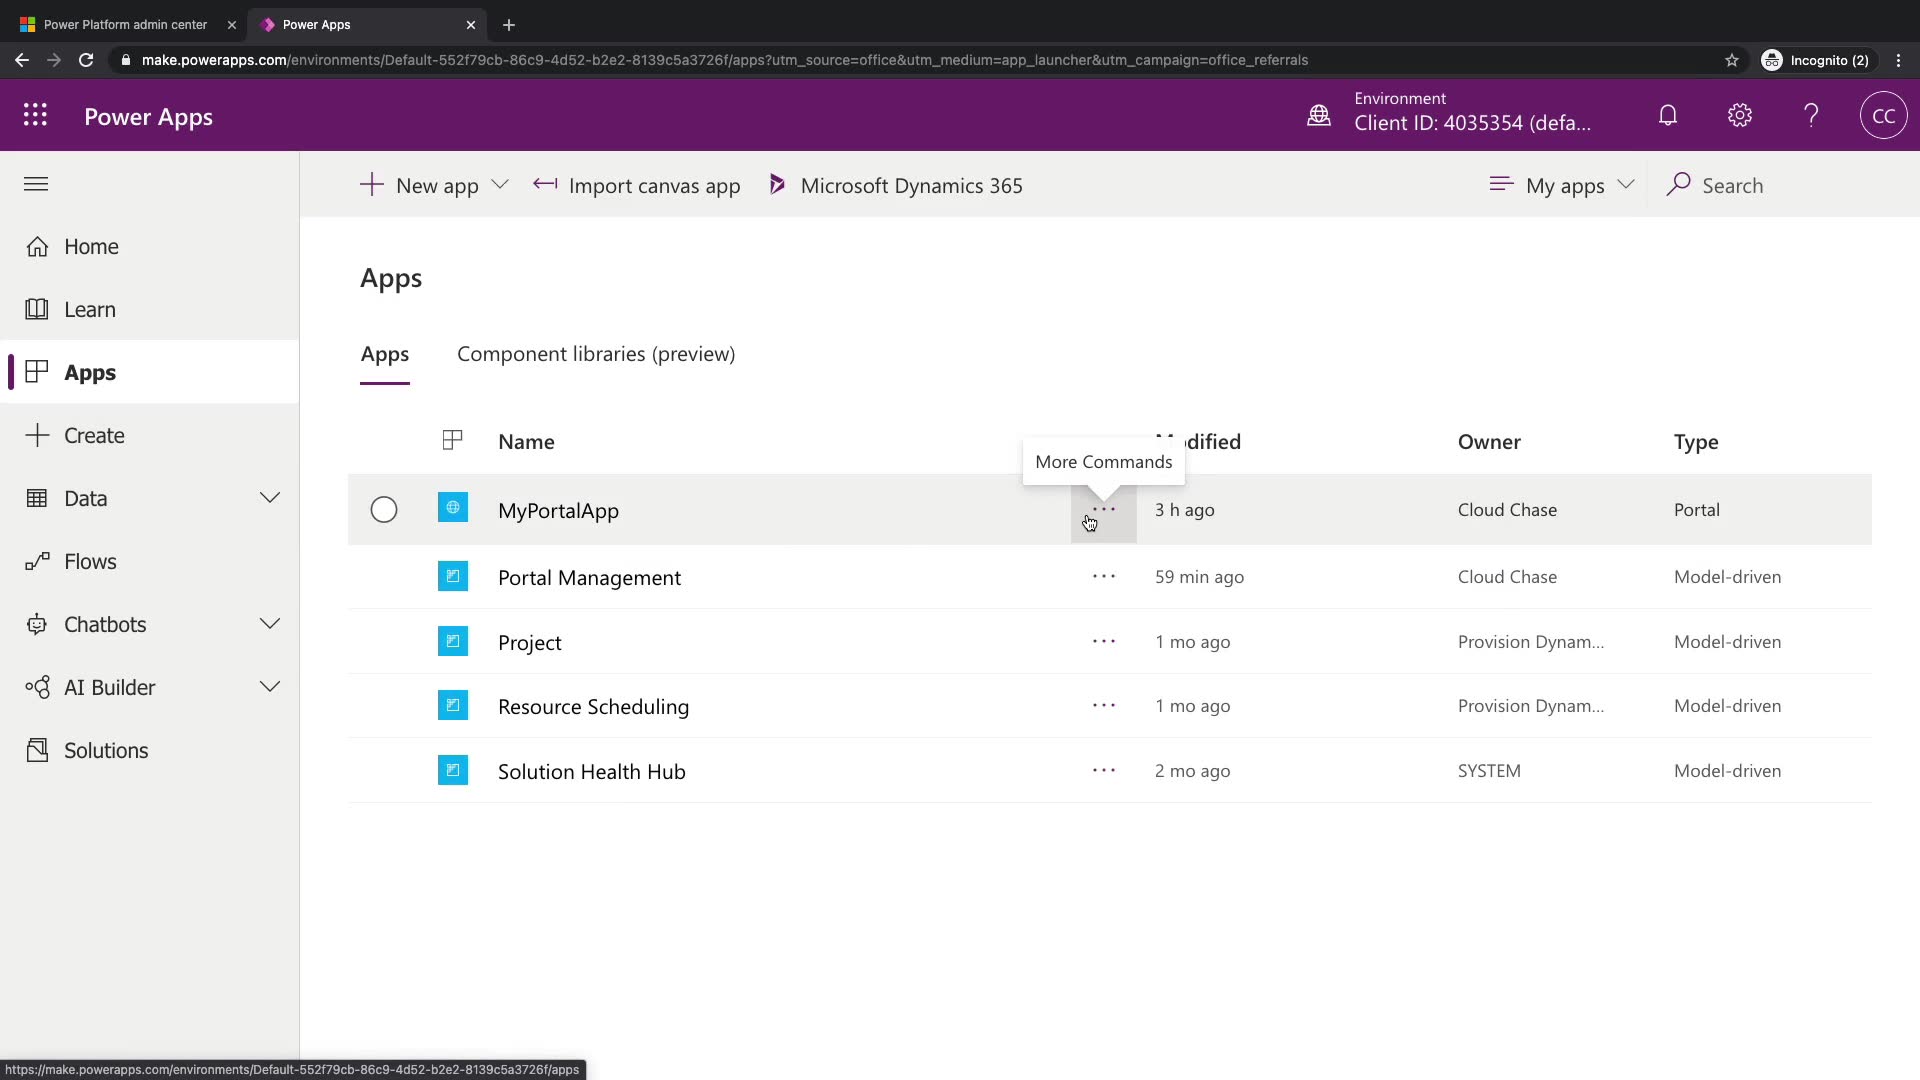 Power Platform admin center
Power Apps
make.powerapps.com/environments/Default-552f79cb-86c9-4d52-b2e2-8139c5a3726f/apps?utm_source=office&utm_medium=app_launcher&utm_campaign=office_referrals
Incognito (2)
Power Apps
Environment
Client ID: 4035354 (defa...
CC
New app
Import canvas app
Microsoft Dynamics 365
My apps
Search
Home
Learn
Apps
Create
Data
Flows
Chatbots
AI Builder
Solutions
Apps
Apps
Component libraries (preview)
Name
dified
Owner
Type
More Commands
MyPortalApp
3 h ago
Cloud Chase
Portal
Portal Management
59 min ago
Cloud Chase
Model-driven
Project
1 mo ago
Provision Dynam...
Model-driven
Resource Scheduling
1 mo ago
Provision Dynam...
Model-driven
Solution Health Hub
2 mo ago
SYSTEM
Model-driven
https://make.powerapps.com/environments/Default-552f79cb-86c9-4d52-b2e2-8139c5a3726f/apps